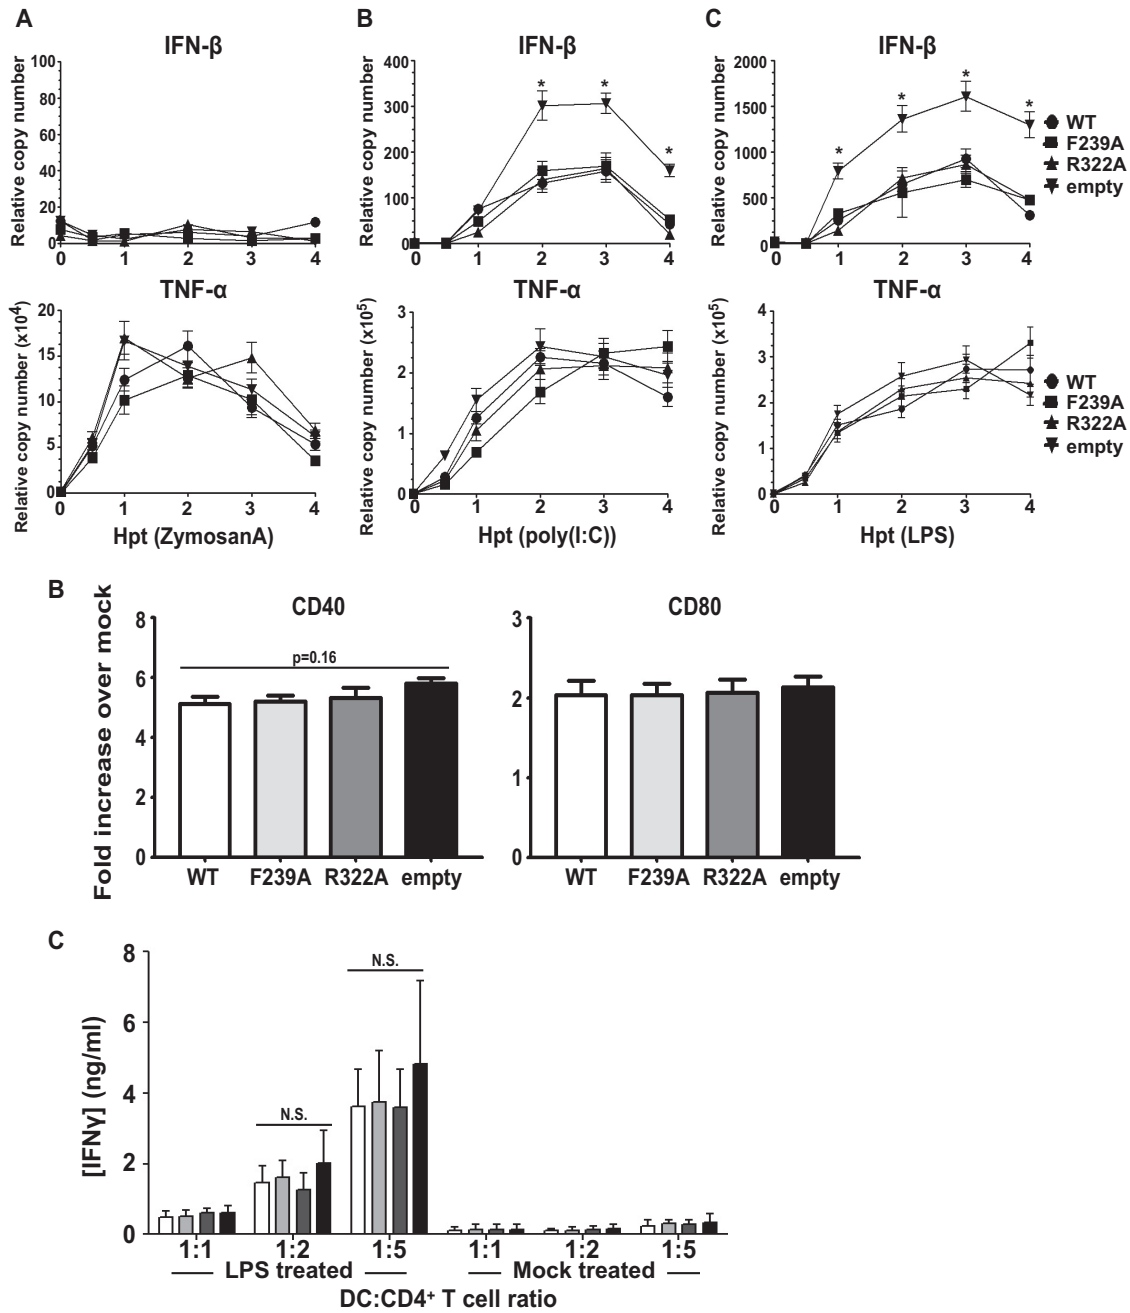 A
B
C
IFN-β
IFN-β
IFN-β
Relative copy number
100
80
60
40
20
0
0 1 2 3 4
Relative copy number
400
300
200
100
0
* * *
0 1 2 3 4
Relative copy number
2000
1500
1000
500
0
* * * *
0 1 2 3 4
WT
F239A
R322A
empty
TNF-α
TNF-α
TNF-α
Relative copy number (x10⁴)
20
15
10
5
0
0 1 2 3 4
Hpt (ZymosanA)
Relative copy number (x10⁵)
3
2
1
0
0 1 2 3 4
Hpt (poly(I:C))
Relative copy number (x10⁵)
4
3
2
1
0
0 1 2 3 4
Hpt (LPS)
WT
F239A
R322A
empty
B
Fold increase over mock
CD40
8
6
4
2
0
p=0.16
WT F239A R322A empty
CD80
3
2
1
0
WT F239A R322A empty
C
[IFNγ] (ng/ml)
8
6
4
2
0
N.S.
N.S.
1:1 1:2 1:5 1:1 1:2 1:5
LPS treated Mock treated
DC:CD4⁺ T cell ratio